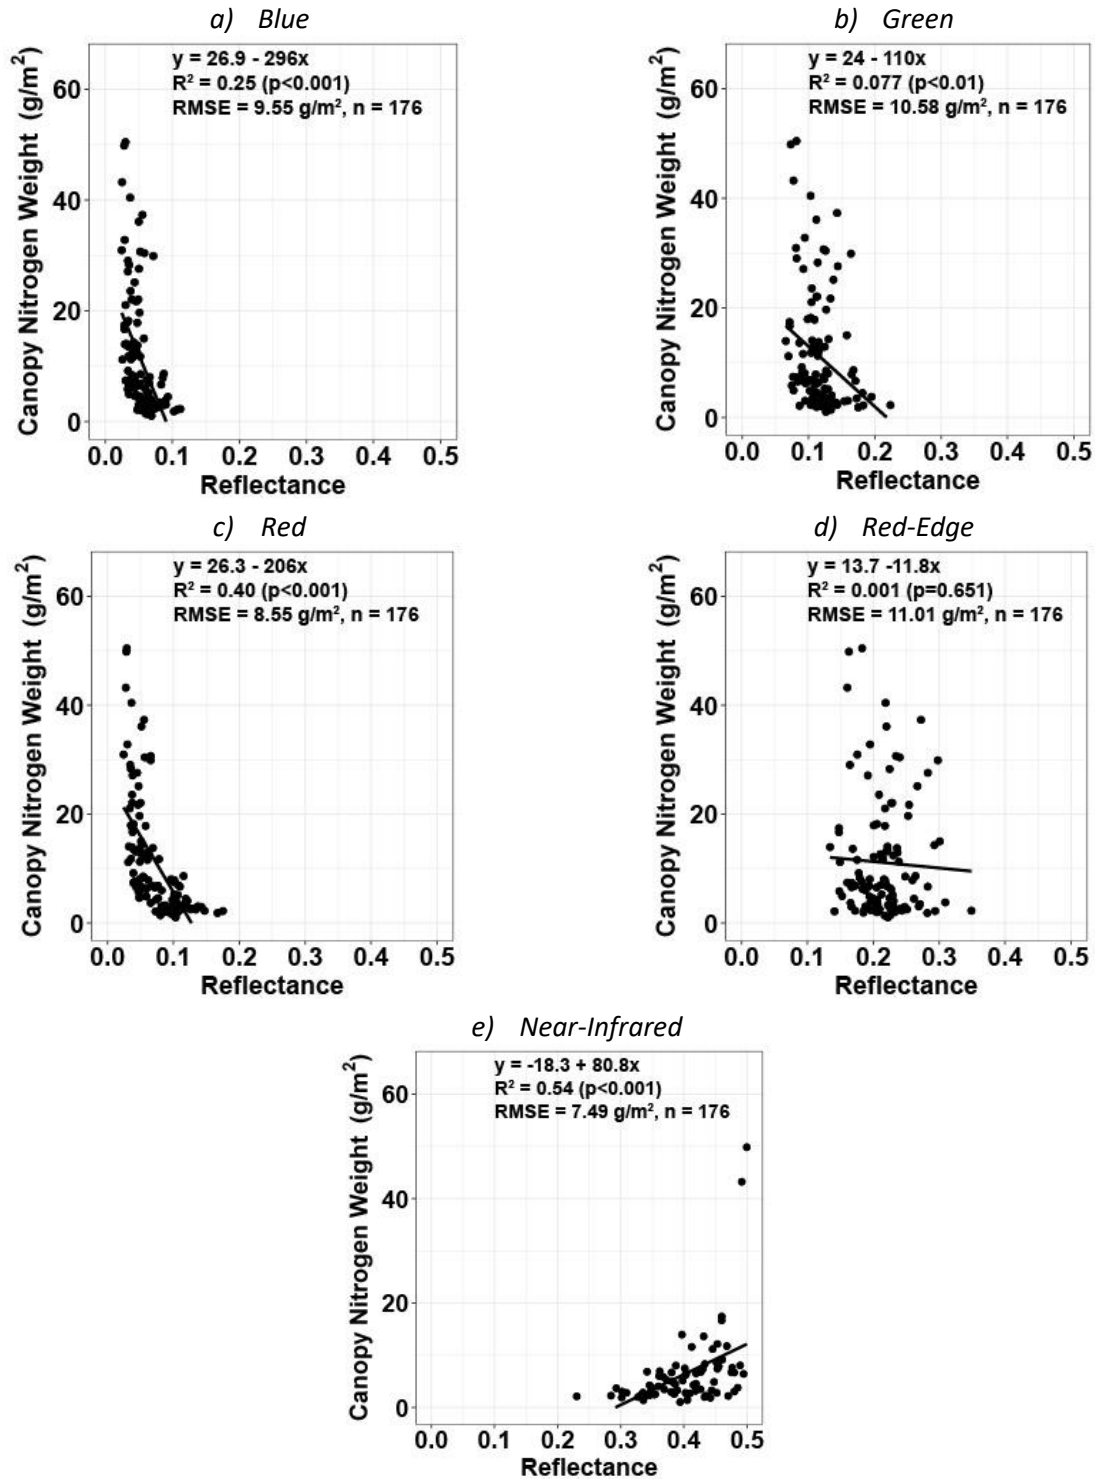 a) Blue
y = 26.9 - 296x
R² = 0.25 (p<0.001)
RMSE = 9.55 g/m², n = 176
Canopy Nitrogen Weight (g/m²)
60
40
20
0
0.0 0.1 0.2 0.3 0.4 0.5
Reflectance
b) Green
y = 24 - 110x
R² = 0.077 (p<0.01)
RMSE = 10.58 g/m², n = 176
Canopy Nitrogen Weight (g/m²)
60
40
20
0
0.0 0.1 0.2 0.3 0.4 0.5
Reflectance
c) Red
y = 26.3 - 206x
R² = 0.40 (p<0.001)
RMSE = 8.55 g/m², n = 176
Canopy Nitrogen Weight (g/m²)
60
40
20
0
0.0 0.1 0.2 0.3 0.4 0.5
Reflectance
d) Red-Edge
y = 13.7 -11.8x
R² = 0.001 (p=0.651)
RMSE = 11.01 g/m², n = 176
Canopy Nitrogen Weight (g/m²)
60
40
20
0
0.0 0.1 0.2 0.3 0.4 0.5
Reflectance
e) Near-Infrared
y = -18.3 + 80.8x
R² = 0.54 (p<0.001)
RMSE = 7.49 g/m², n = 176
Canopy Nitrogen Weight (g/m²)
60
40
20
0
0.0 0.1 0.2 0.3 0.4 0.5
Reflectance